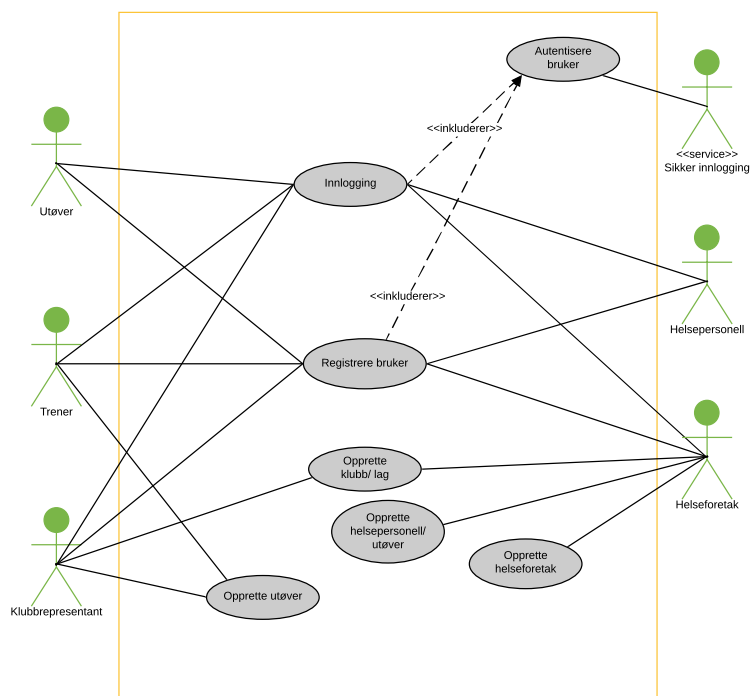 Autentisere
bruker
<<inkluderer>>
<<service>>
Sikker innlogging
Innlogging
Utøver
<<inkluderer>>
Helsepersonell
Registrere bruker
Trener
Opprette
klubb/ lag
Helseforetak
Opprette
helsepersonell/
utøver
Opprette
helseforetak
Opprette utøver
Klubbrepresentant